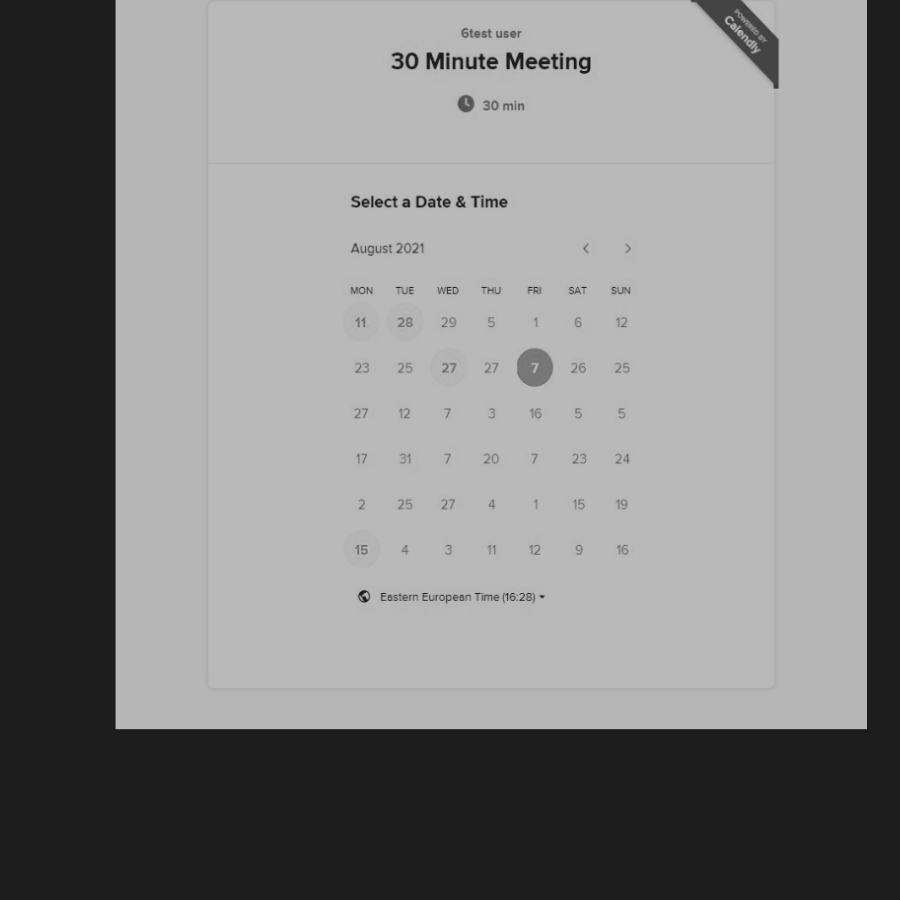 POWERED BY
Calendly
6test user
30 Minute Meeting
30 min
Select a Date & Time
August 2021
MON TUE WED THU FRI SAT SUN
11 28 29 5 1 6 12
23 25 27 27 7 26 25
27 12 7 3 16 5 5
17 31 7 20 7 23 24
2 25 27 4 1 15 19
15 4 3 11 12 9 16
Eastern European Time (16:28)